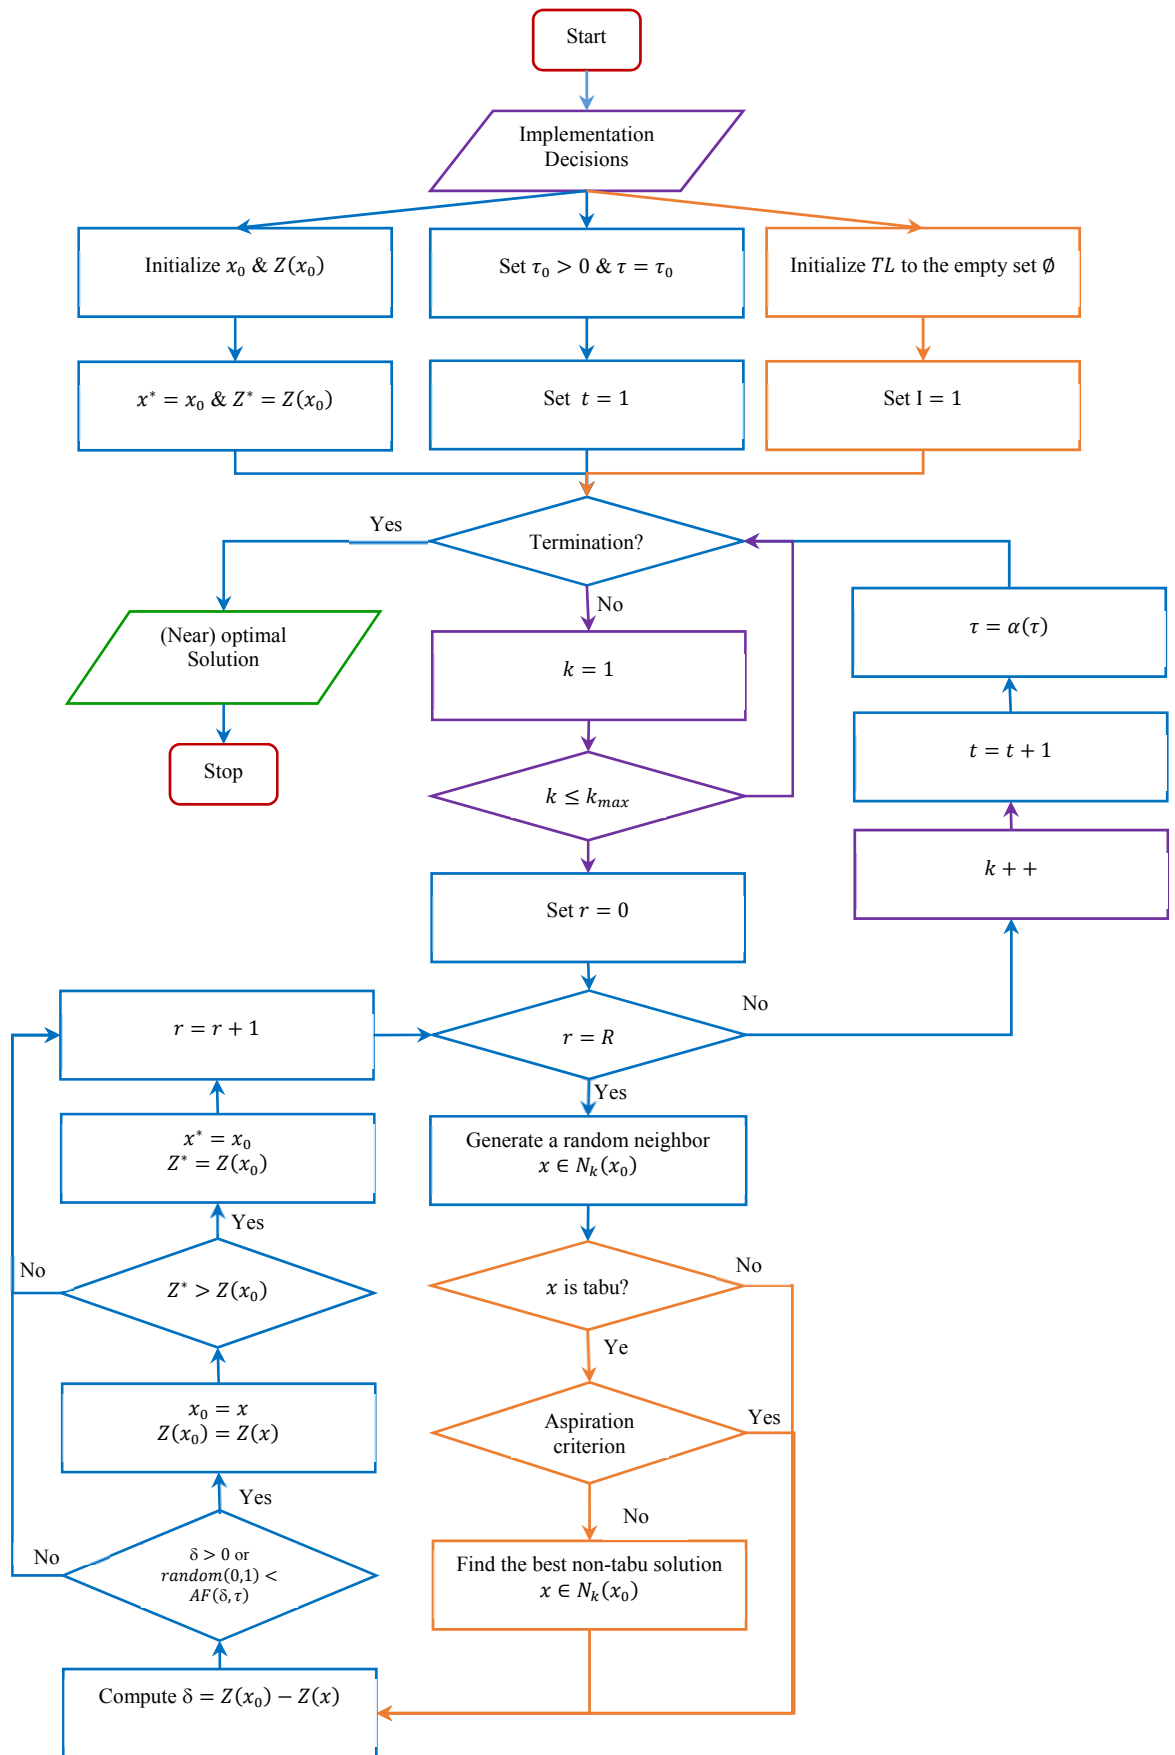 Start
Implementation
Decisions
Initialize x₀ & Z(x₀)
Set τ₀ > 0 & τ = τ₀
Initialize TL to the empty set ∅
x* = x₀ & Z* = Z(x₀)
Set t = 1
Set I = 1
Yes
Termination?
No
(Near) optimal
Solution
k = 1
τ = α(τ)
Stop
k ≤ kₘₐₓ
t = t + 1
k + +
Set r = 0
r = r + 1
r = R
No
Yes
x* = x₀
Z* = Z(x₀)
Generate a random neighbor
x ∈ Nₖ(x₀)
Yes
No
Z* > Z(x₀)
x is tabu?
No
Ye
x₀ = x
Z(x₀) = Z(x)
Aspiration
criterion
Yes
Yes
No
No
δ > 0 or
random(0,1) <
AF(δ, τ)
Find the best non-tabu solution
x ∈ Nₖ(x₀)
Compute δ = Z(x₀) − Z(x)